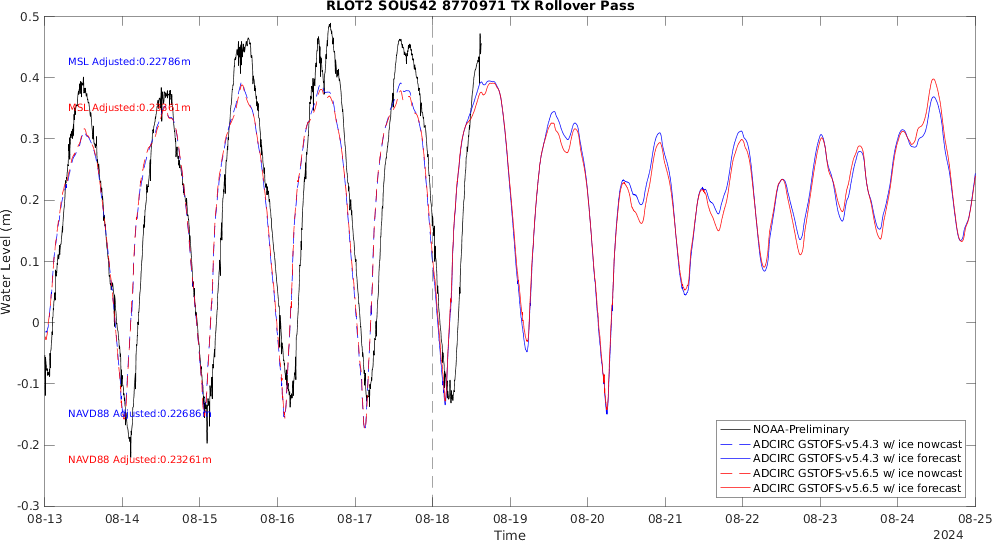 RLOT2 SOUS42 8770971 TX Rollover Pass
0.5
0.4
0.3
0.2
0.1
0
-0.1
-0.2
-0.3
Water Level (m)
MSL Adjusted:0.22786m
MSL Adjusted:0.23361m
NAVD88 Adjusted:0.22686m
NAVD88 Adjusted:0.23261m
NOAA-Preliminary
ADCIRC GSTOFS-v5.4.3 w/ ice nowcast
ADCIRC GSTOFS-v5.4.3 w/ ice forecast
ADCIRC GSTOFS-v5.6.5 w/ ice nowcast
ADCIRC GSTOFS-v5.6.5 w/ ice forecast
08-13 08-14 08-15 08-16 08-17 08-18 08-19 08-20 08-21 08-22 08-23 08-24 08-25
Time
2024